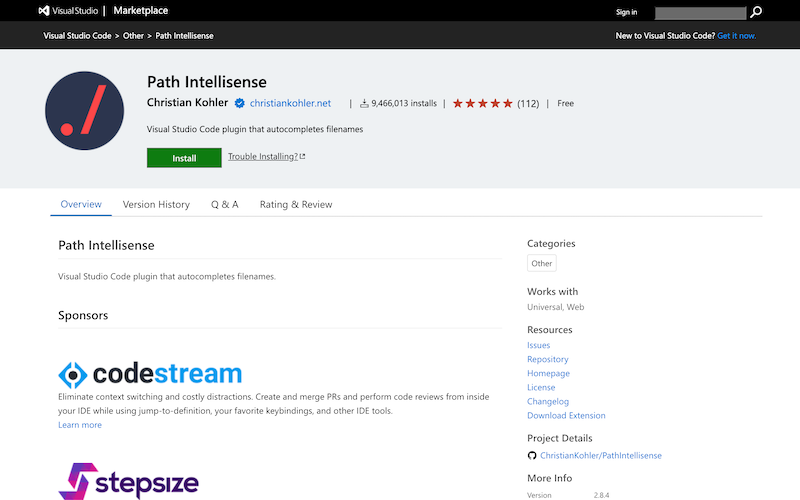 Visual Studio | Marketplace
Sign in
Visual Studio Code > Other > Path Intellisense
New to Visual Studio Code? Get it now.
./
Path Intellisense
Christian Kohler christiankohler.net | 9,466,013 installs | ★★★★★ (112) | Free
Visual Studio Code plugin that autocompletes filenames
Install Trouble Installing?
Overview Version History Q & A Rating & Review
Path Intellisense
Visual Studio Code plugin that autocompletes filenames.
Sponsors
codestream
Eliminate context switching and costly distractions. Create and merge PRs and perform code reviews from inside
your IDE while using jump-to-definition, your favorite keybindings, and other IDE tools.
Learn more
stepsize
Categories
Other
Works with
Universal, Web
Resources
Issues
Repository
Homepage
License
Changelog
Download Extension
Project Details
ChristianKohler/PathIntellisense
More Info
Version 2.8.4